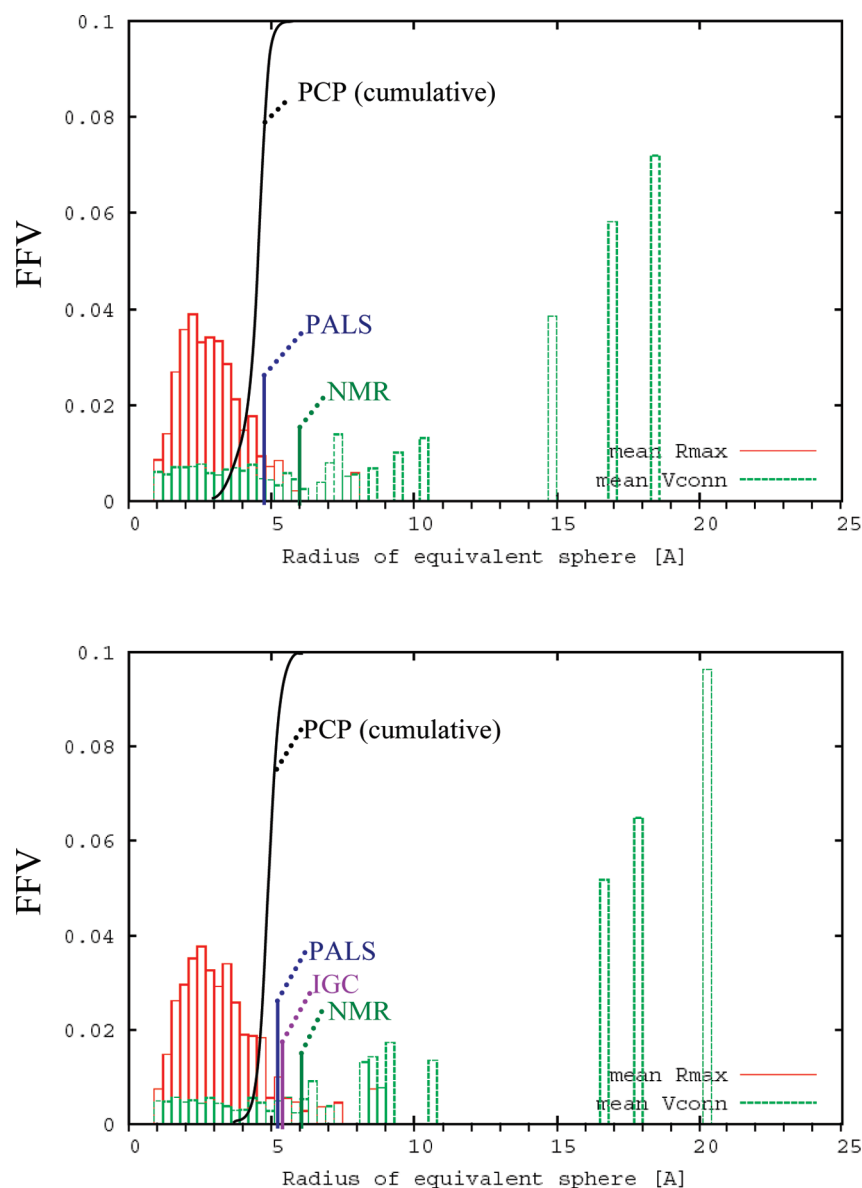 0.1
PCP (cumulative)
0.08
FFV
0.06
0.04
PALS
NMR
0.02
mean Rmax
mean Vconn
0
0 5 10 15 20 25
Radius of equivalent sphere [A]
0.1
PCP (cumulative)
0.08
FFV
0.06
0.04
PALS
IGC
NMR
0.02
mean Rmax
mean Vconn
0
0 5 10 15 20 25
Radius of equivalent sphere [A]